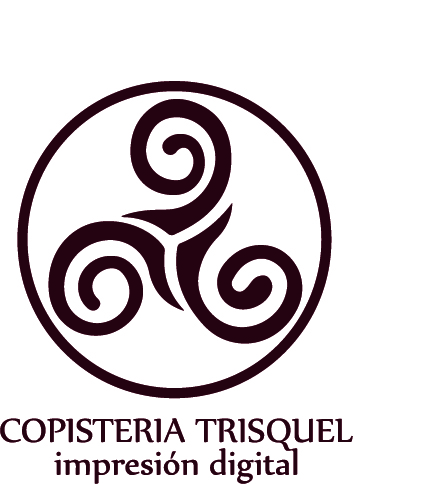 COPISTERIA TRISQUEL
impresión digital